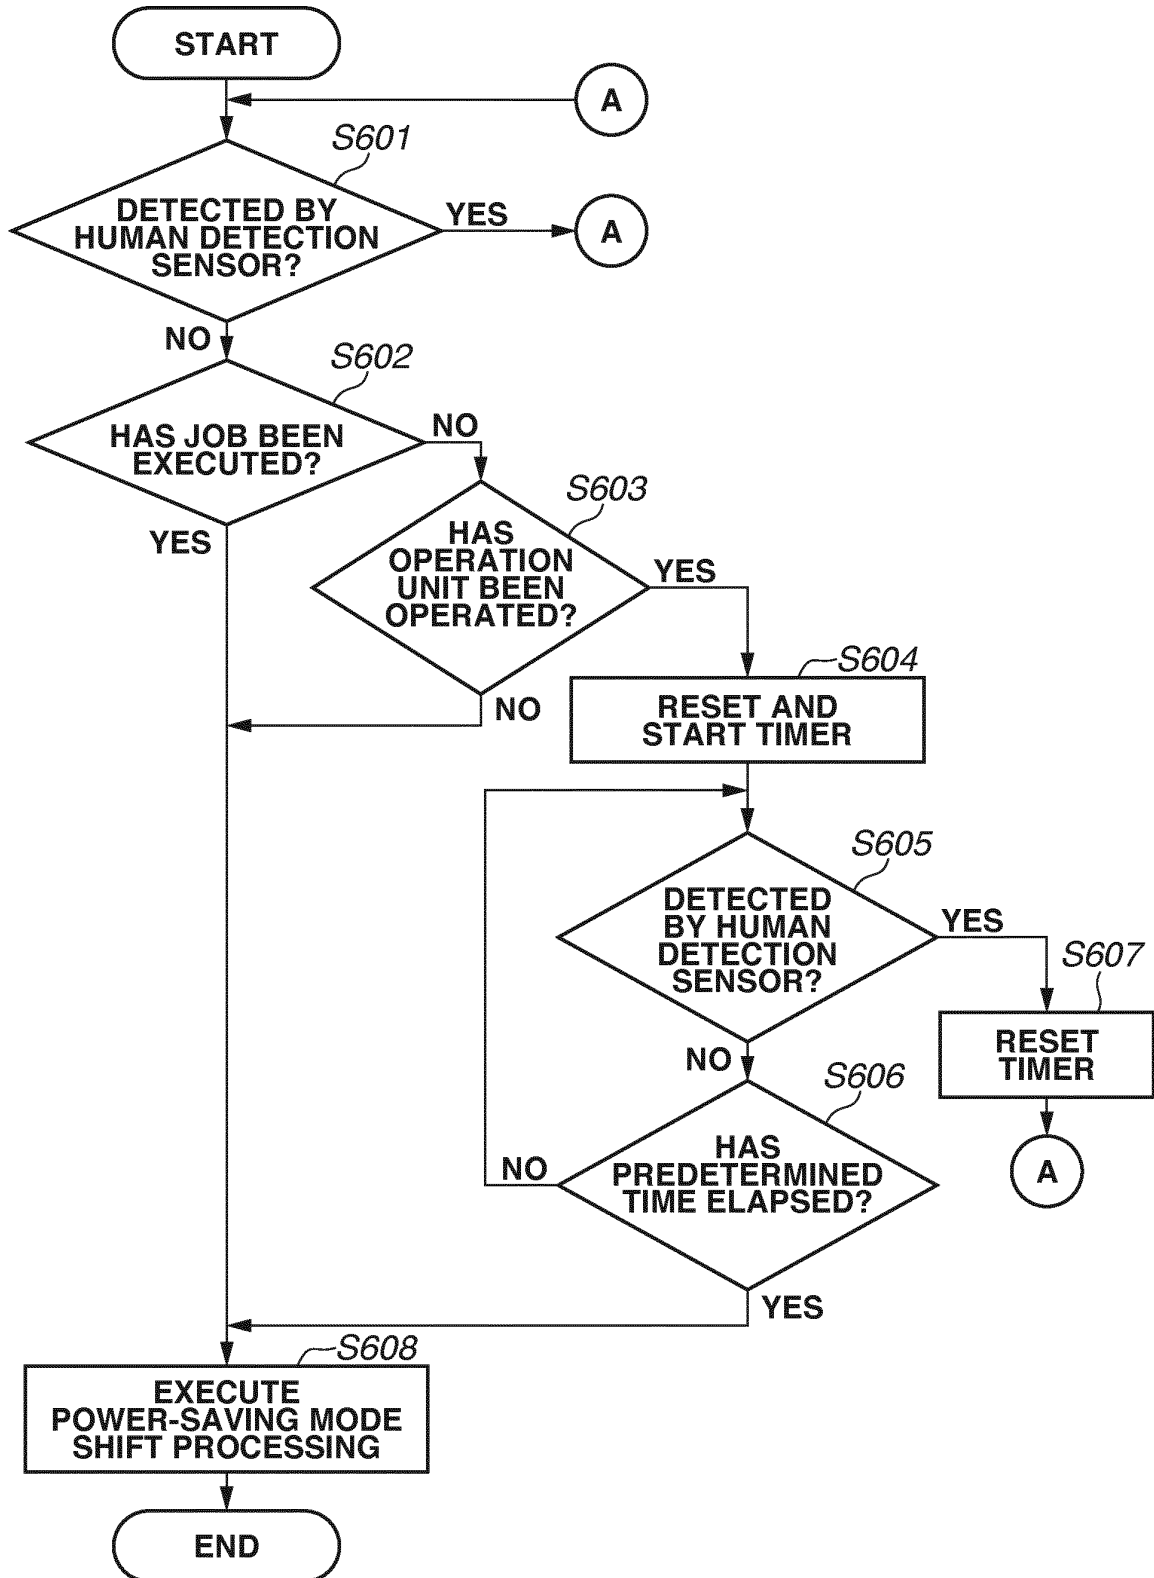 START
A
S601
DETECTED BY
HUMAN DETECTION
SENSOR?
YES
A
NO
S602
HAS JOB BEEN
EXECUTED?
NO
YES
S603
HAS
OPERATION
UNIT BEEN
OPERATED?
YES
NO
S604
RESET AND
START TIMER
S605
DETECTED
BY HUMAN
DETECTION
SENSOR?
YES
NO
S607
RESET
TIMER
A
S606
HAS
PREDETERMINED
TIME ELAPSED?
NO
YES
S608
EXECUTE
POWER-SAVING MODE
SHIFT PROCESSING
END